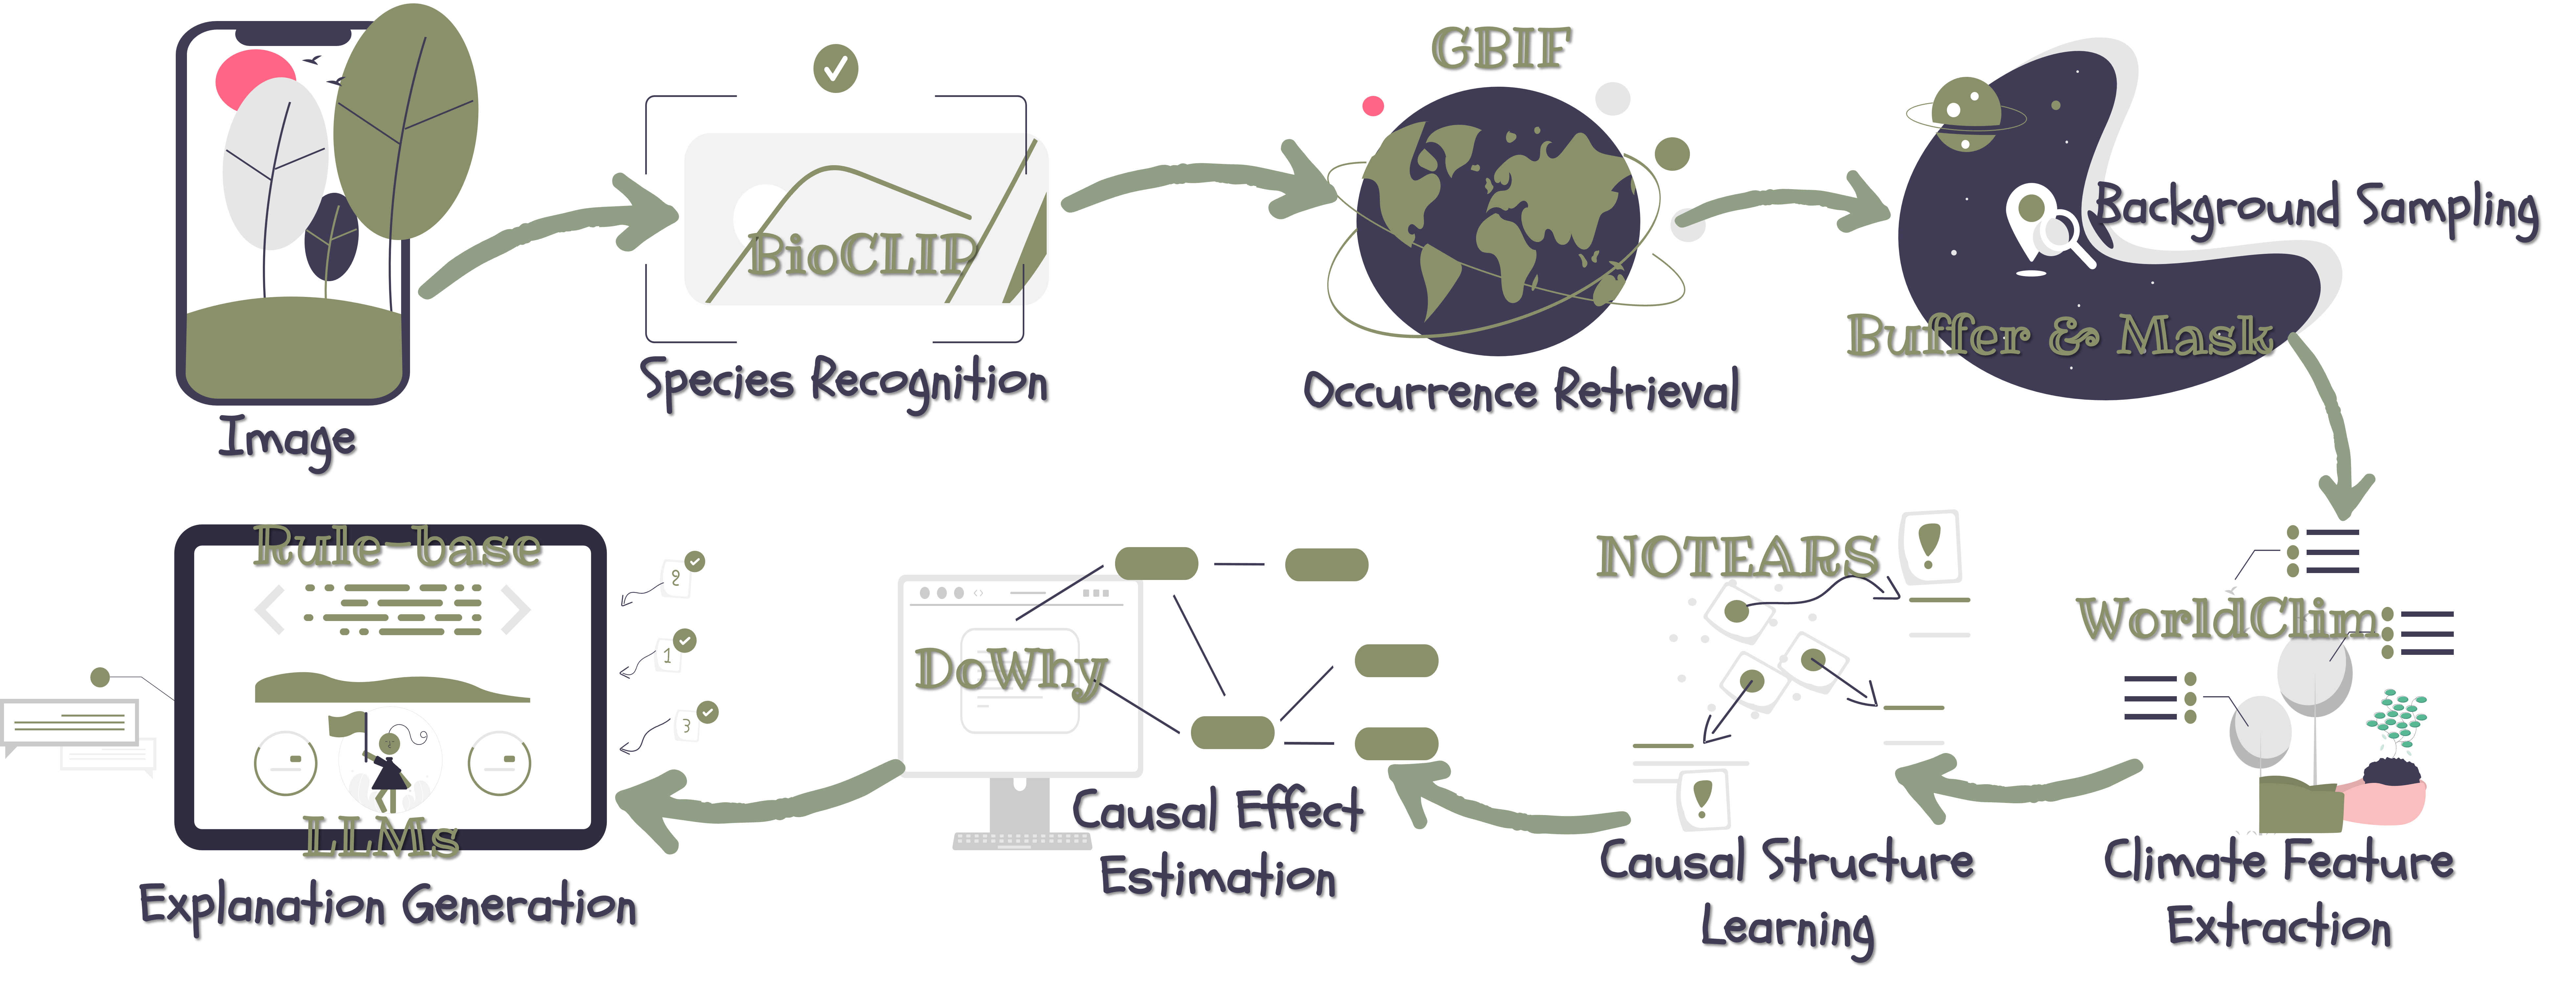 Image
BioCLIP
Species Recognition
GBIF
Occurrence Retrieval
Background Sampling
Buffer & Mask
WorldClim
Climate Feature
Extraction
NOTEARS
Causal Structure
Learning
DoWhy
Causal Effect
Estimation
2
1
3
Rule-base
LLMs
Explanation Generation